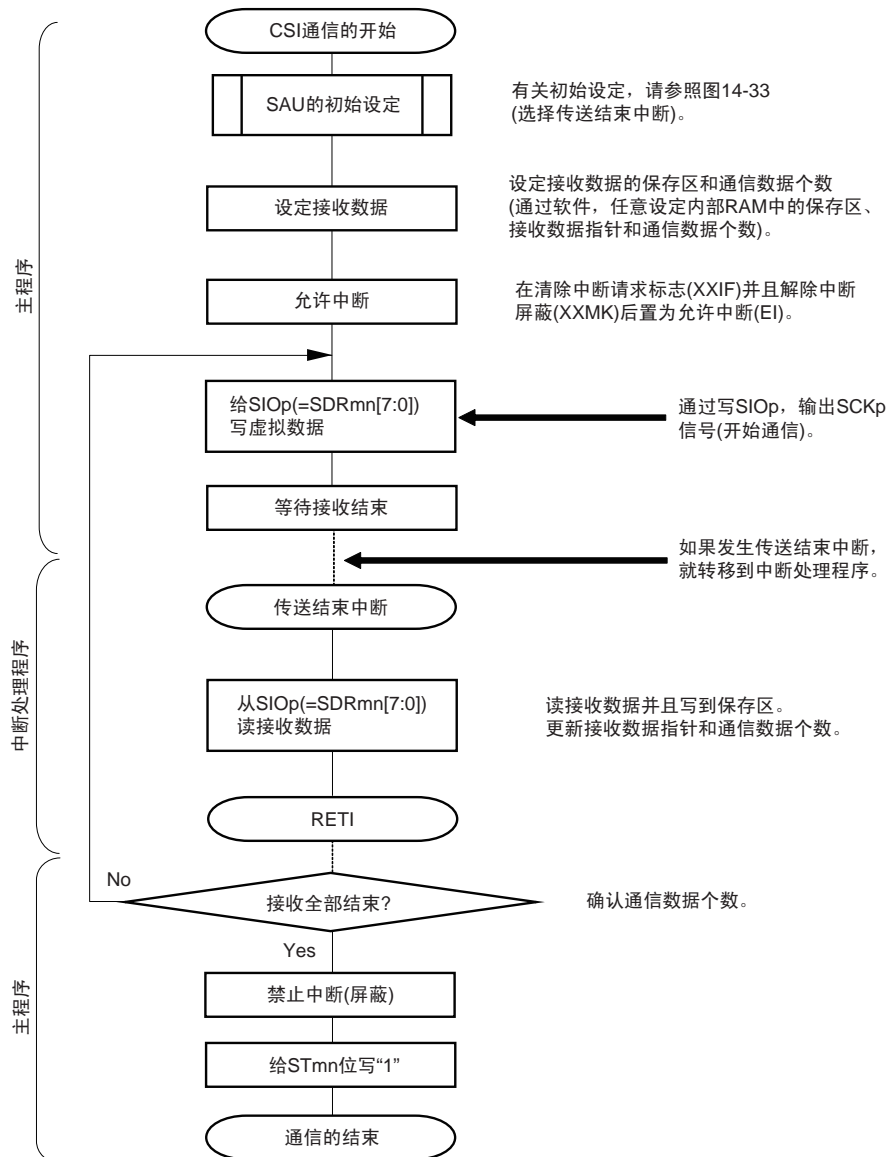 CSI通信的开始
SAU的初始设定
有关初始设定，请参照图14-33
(选择传送结束中断)。
设定接收数据
设定接收数据的保存区和通信数据个数
(通过软件，任意设定内部RAM中的保存区、
接收数据指针和通信数据个数)。
主程序
允许中断
在清除中断请求标志(XXIF)并且解除中断
屏蔽(XXMK)后置为允许中断(EI)。
给SIOp(=SDRmn[7:0])
写虚拟数据
通过写SIOp，输出SCKp
信号(开始通信)。
等待接收结束
如果发生传送结束中断，
就转移到中断处理程序。
传送结束中断
中断处理程序
从SIOp(=SDRmn[7:0])
读接收数据
读接收数据并且写到保存区。
更新接收数据指针和通信数据个数。
RETI
No
接收全部结束?
确认通信数据个数。
Yes
主程序
禁止中断(屏蔽)
给STmn位写“1”
通信的结束